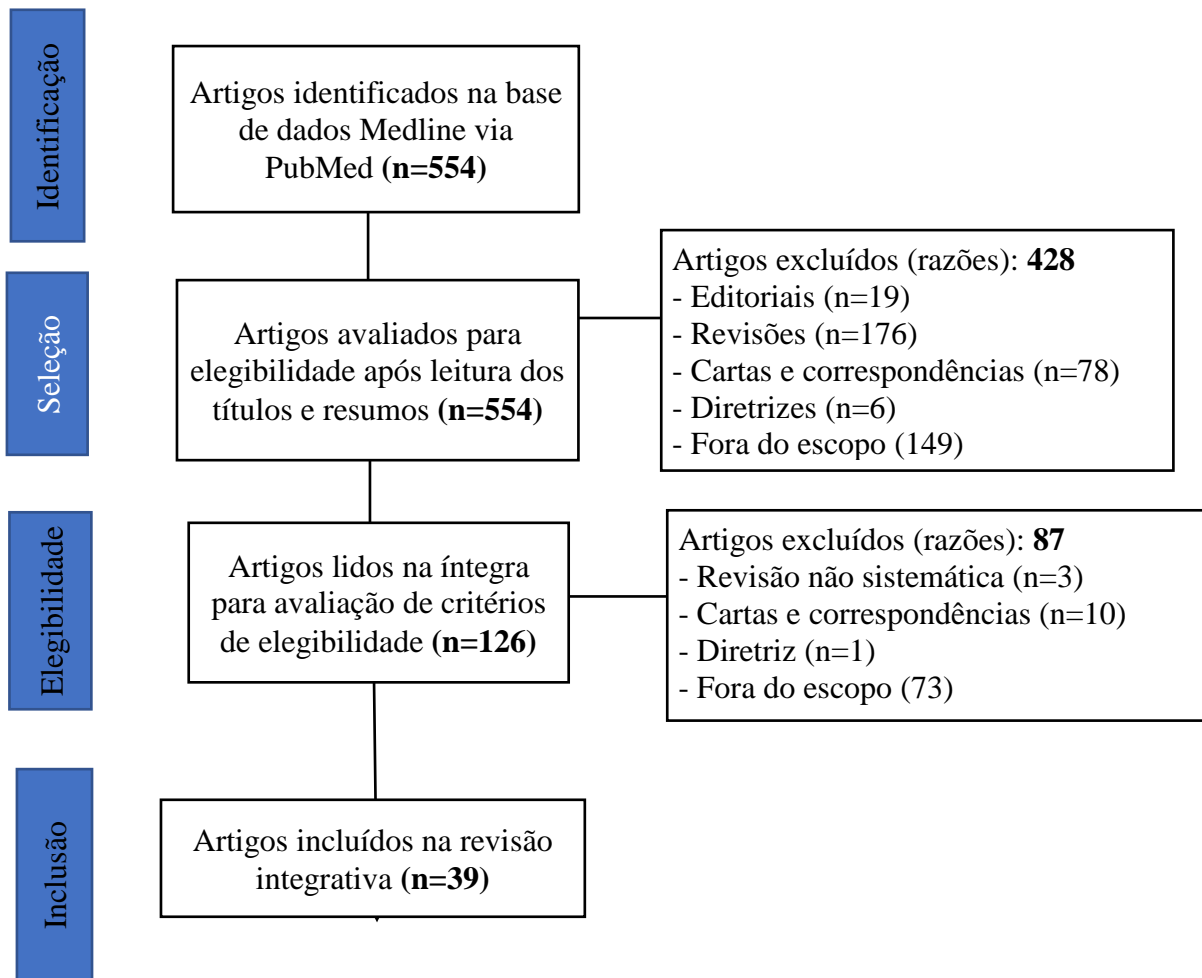 Identificação
Artigos identificados na base
de dados Medline via
PubMed (n=554)
Seleção
Artigos avaliados para
elegibilidade após leitura dos
títulos e resumos (n=554)
Artigos excluídos (razões): 428
- Editoriais (n=19)
- Revisões (n=176)
- Cartas e correspondências (n=78)
- Diretrizes (n=6)
- Fora do escopo (149)
Elegibilidade
Artigos lidos na íntegra
para avaliação de critérios
de elegibilidade (n=126)
Artigos excluídos (razões): 87
- Revisão não sistemática (n=3)
- Cartas e correspondências (n=10)
- Diretriz (n=1)
- Fora do escopo (73)
Inclusão
Artigos incluídos na revisão
integrativa (n=39)